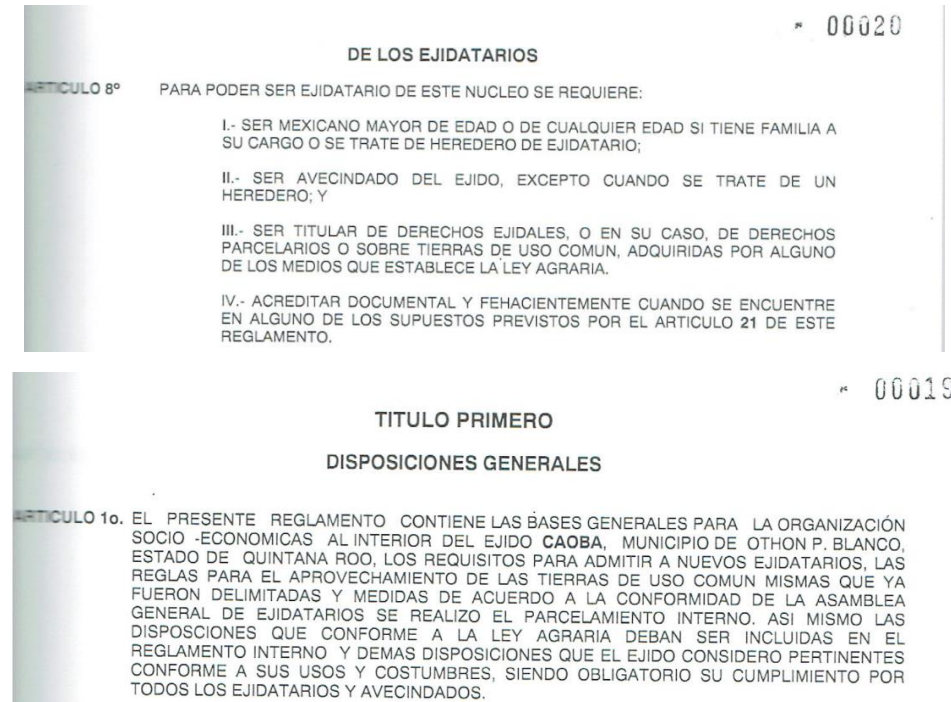 * 00020
DE LOS EJIDATARIOS
ARTICULO 8º PARA PODER SER EJIDATARIO DE ESTE NUCLEO SE REQUIERE:
I.- SER MEXICANO MAYOR DE EDAD O DE CUALQUIER EDAD SI TIENE FAMILIA A
SU CARGO O SE TRATE DE HEREDERO DE EJIDATARIO;
II.- SER AVECINDADO DEL EJIDO, EXCEPTO CUANDO SE TRATE DE UN
HEREDERO; Y
III.- SER TITULAR DE DERECHOS EJIDALES, O EN SU CASO, DE DERECHOS
PARCELARIOS O SOBRE TIERRAS DE USO COMUN, ADQUIRIDAS POR ALGUNO
DE LOS MEDIOS QUE ESTABLECE LA LEY AGRARIA.
IV.- ACREDITAR DOCUMENTAL Y FEHACIENTEMENTE CUANDO SE ENCUENTRE
EN ALGUNO DE LOS SUPUESTOS PREVISTOS POR EL ARTICULO 21 DE ESTE
REGLAMENTO.
* 00019
TITULO PRIMERO
DISPOSICIONES GENERALES
ARTICULO 1o. EL PRESENTE REGLAMENTO CONTIENE LAS BASES GENERALES PARA LA ORGANIZACIÓN
SOCIO -ECONOMICAS AL INTERIOR DEL EJIDO CAOBA, MUNICIPIO DE OTHON P. BLANCO,
ESTADO DE QUINTANA ROO, LOS REQUISITOS PARA ADMITIR A NUEVOS EJIDATARIOS, LAS
REGLAS PARA EL APROVECHAMIENTO DE LAS TIERRAS DE USO COMUN MISMAS QUE YA
FUERON DELIMITADAS Y MEDIDAS DE ACUERDO A LA CONFORMIDAD DE LA ASAMBLEA
GENERAL DE EJIDATARIOS SE REALIZO EL PARCELAMIENTO INTERNO. ASI MISMO LAS
DISPOSCIONES QUE CONFORME A LA LEY AGRARIA DEBAN SER INCLUIDAS EN EL
REGLAMENTO INTERNO Y DEMAS DISPOSICIONES QUE EL EJIDO CONSIDERO PERTINENTES
CONFORME A SUS USOS Y COSTUMBRES, SIENDO OBLIGATORIO SU CUMPLIMIENTO POR
TODOS LOS EJIDATARIOS Y AVECINDADOS.